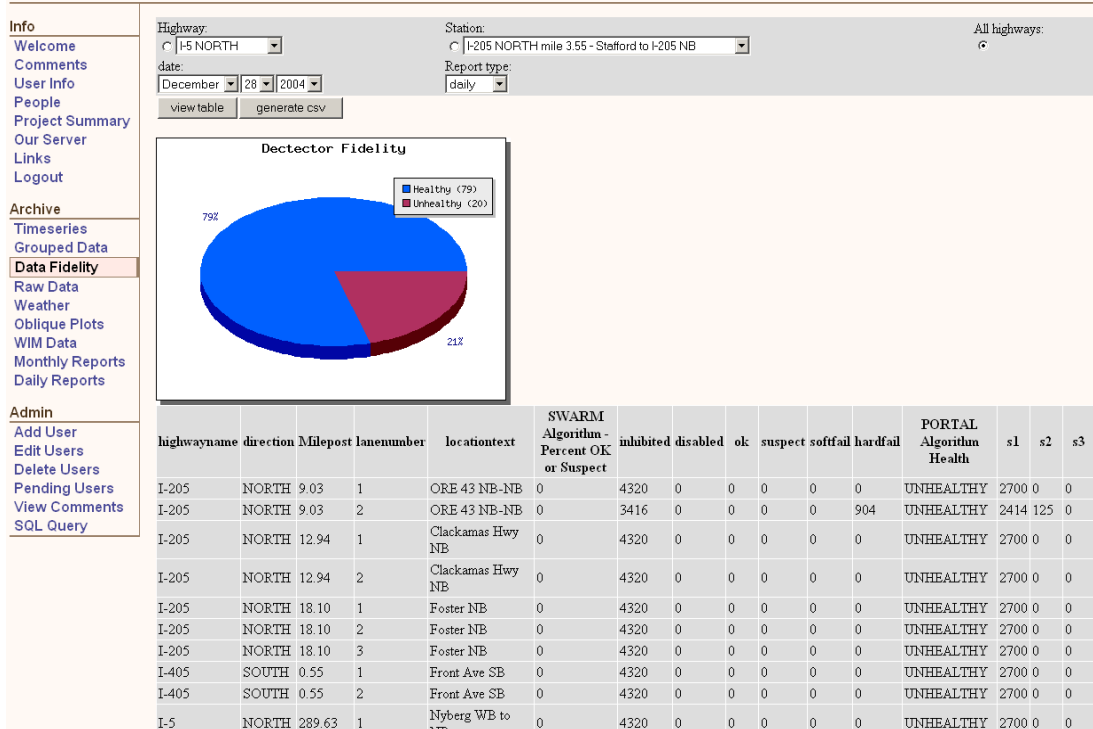 Info
Welcome
Comments
User Info
People
Project Summary
Our Server
Links
Logout
Archive
Timeseries
Grouped Data
Data Fidelity
Raw Data
Weather
Oblique Plots
WIM Data
Monthly Reports
Daily Reports
Admin
Add User
Edit Users
Delete Users
Pending Users
View Comments
SQL Query
Highway: Station: All highways:
I-5 NORTH I-205 NORTH mile 3.55 - Stafford to I-205 NB
date: Report type:
December 28 2004 daily
view table generate csv
Dectector Fidelity
Healthy (79)
Unhealthy (20)
79%
21%
highwayname direction Milepost lanenumber locationtext SWARM Algorithm - Percent OK or Suspect inhibited disabled ok suspect softfail hardfail PORTAL Algorithm Health s1 s2 s3
I-205 NORTH 9.03 1 ORE 43 NB-NB 0 4320 0 0 0 0 0 UNHEALTHY 2700 0 0
I-205 NORTH 9.03 2 ORE 43 NB-NB 0 3416 0 0 0 0 904 UNHEALTHY 2414 125 0
I-205 NORTH 12.94 1 Clackamas Hwy NB 0 4320 0 0 0 0 0 UNHEALTHY 2700 0 0
I-205 NORTH 12.94 2 Clackamas Hwy NB 0 4320 0 0 0 0 0 UNHEALTHY 2700 0 0
I-205 NORTH 18.10 1 Foster NB 0 4320 0 0 0 0 0 UNHEALTHY 2700 0 0
I-205 NORTH 18.10 2 Foster NB 0 4320 0 0 0 0 0 UNHEALTHY 2700 0 0
I-205 NORTH 18.10 3 Foster NB 0 4320 0 0 0 0 0 UNHEALTHY 2700 0 0
I-405 SOUTH 0.55 1 Front Ave SB 0 4320 0 0 0 0 0 UNHEALTHY 2700 0 0
I-405 SOUTH 0.55 2 Front Ave SB 0 4320 0 0 0 0 0 UNHEALTHY 2700 0 0
I-5 NORTH 289.63 1 Nyberg WB to 0 4320 0 0 0 0 0 UNHEALTHY 2700 0 0